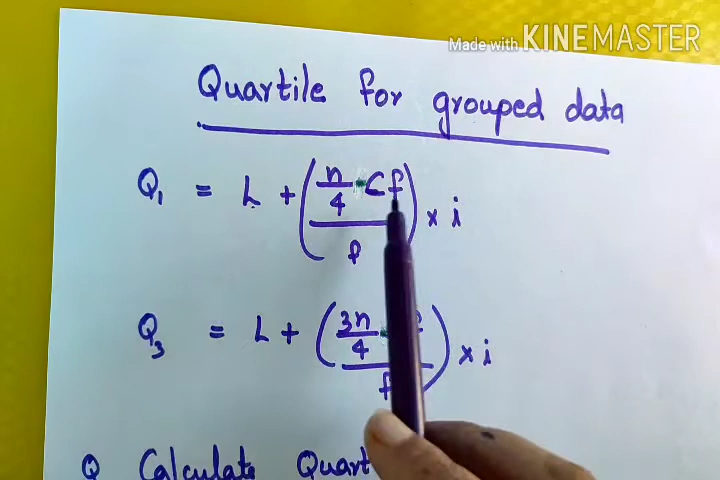 Made with KINEMASTER
Quartile for grouped data
Q₁ = L + (n/4 - Cf / f) × i
Q₃ = L + (3n/4 - / f) × i
Q Calculate Quart